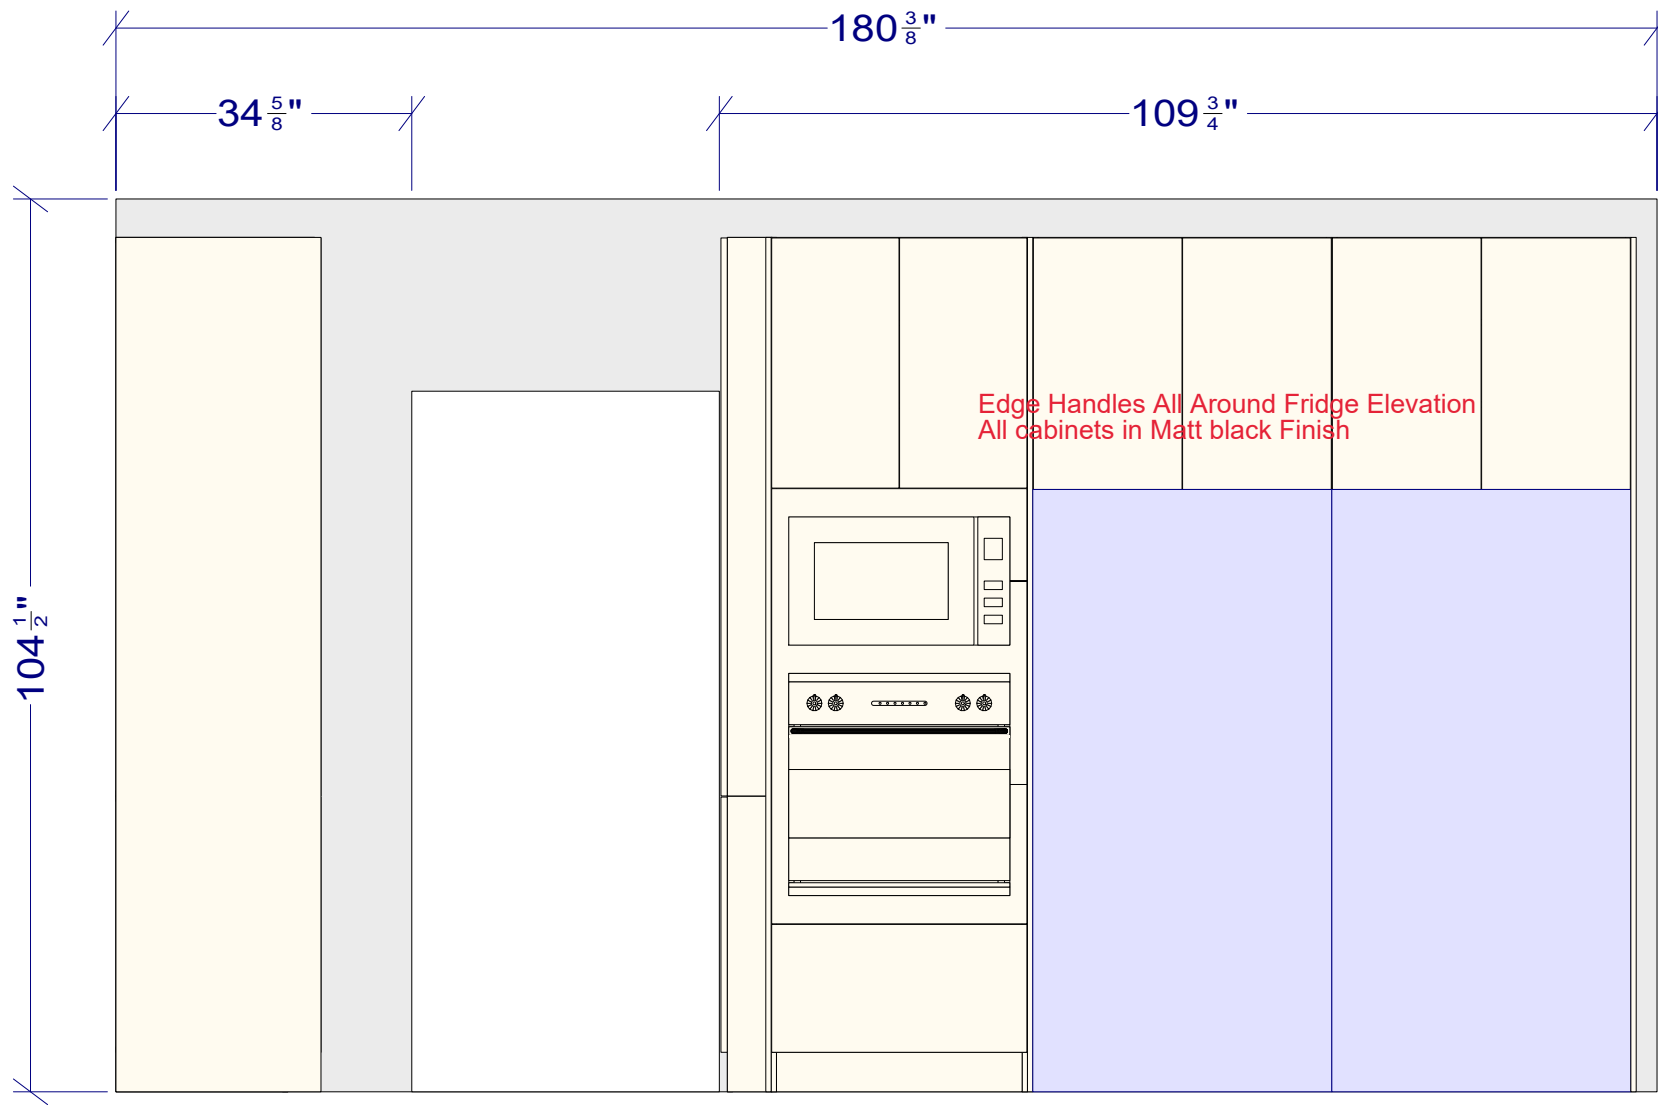 180 3/8"
34 5/8"
109 3/4"
Edge Handles All Around Fridge Elevation
All cabinets in Matt black Finish
104 1/2"